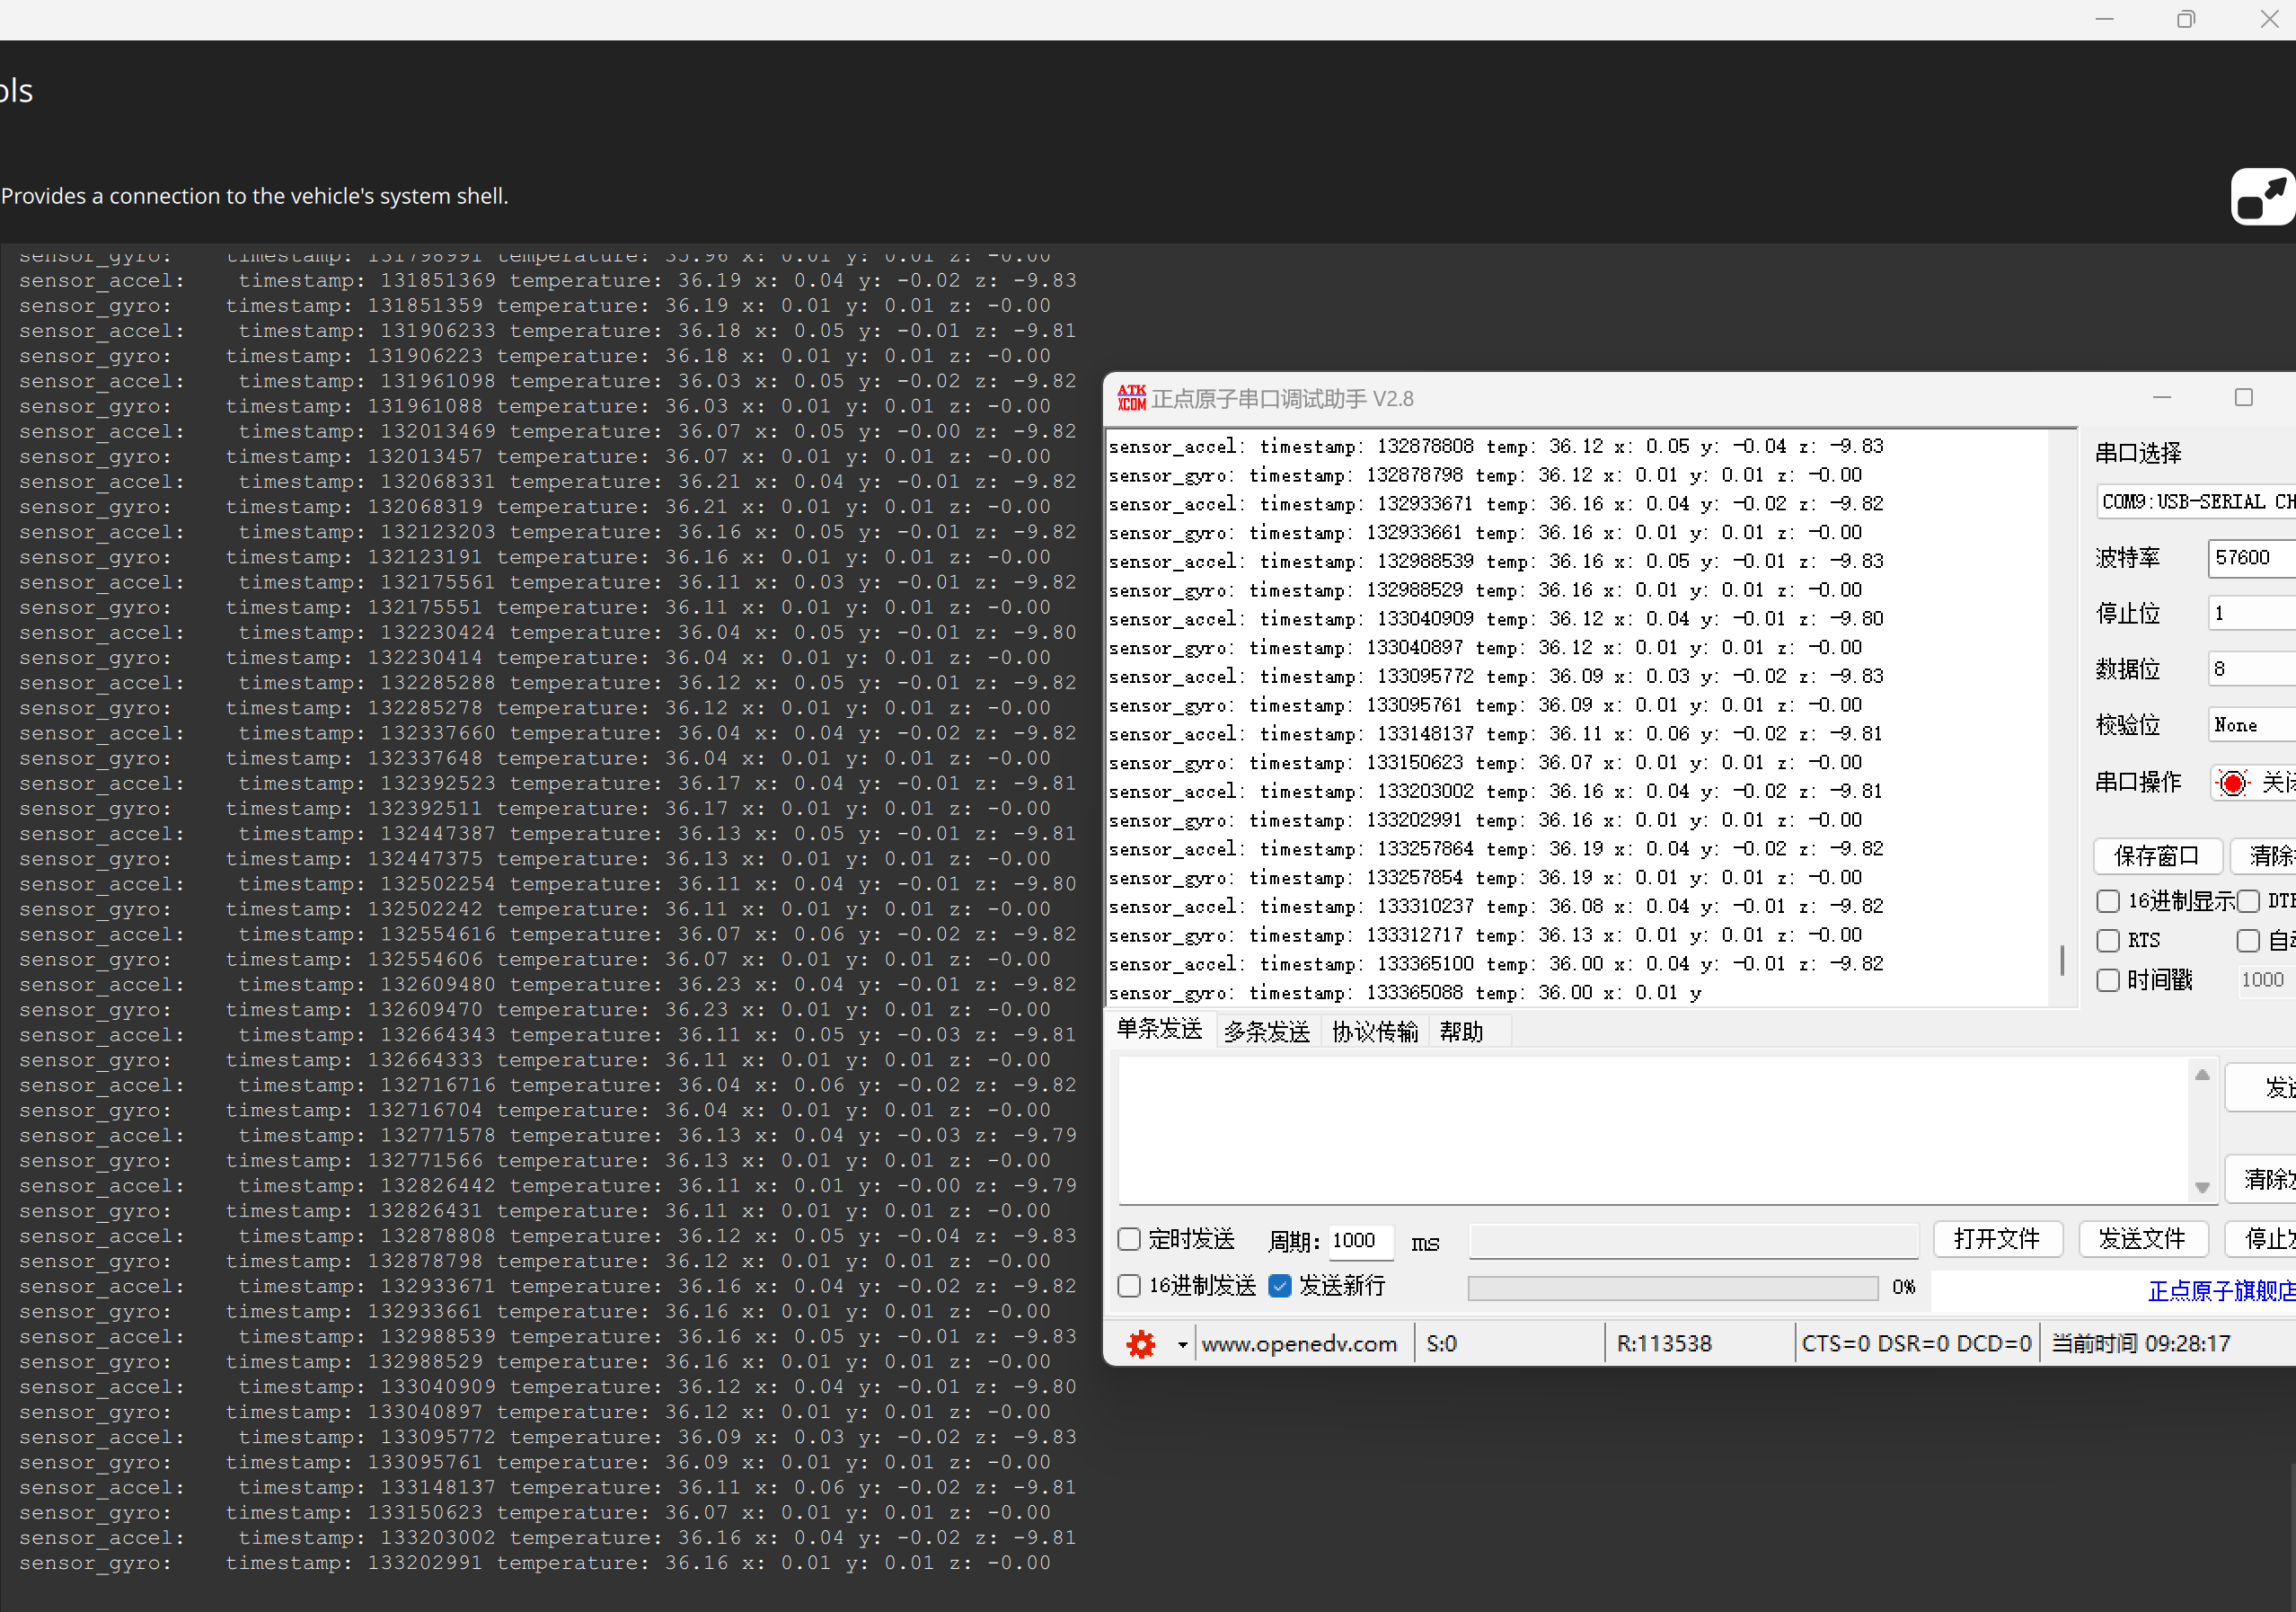 ols
Provides a connection to the vehicle's system shell.
sensor_gyro: timestamp: 131798991 temperature: 35.96 x: 0.01 y: 0.01 z: -0.00
sensor_accel: timestamp: 131851369 temperature: 36.19 x: 0.04 y: -0.02 z: -9.83
sensor_gyro: timestamp: 131851359 temperature: 36.19 x: 0.01 y: 0.01 z: -0.00
sensor_accel: timestamp: 131906233 temperature: 36.18 x: 0.05 y: -0.01 z: -9.81
sensor_gyro: timestamp: 131906223 temperature: 36.18 x: 0.01 y: 0.01 z: -0.00
sensor_accel: timestamp: 131961098 temperature: 36.03 x: 0.05 y: -0.02 z: -9.82
sensor_gyro: timestamp: 131961088 temperature: 36.03 x: 0.01 y: 0.01 z: -0.00
sensor_accel: timestamp: 132013469 temperature: 36.07 x: 0.05 y: -0.00 z: -9.82
sensor_gyro: timestamp: 132013457 temperature: 36.07 x: 0.01 y: 0.01 z: -0.00
sensor_accel: timestamp: 132068331 temperature: 36.21 x: 0.04 y: -0.01 z: -9.82
sensor_gyro: timestamp: 132068319 temperature: 36.21 x: 0.01 y: 0.01 z: -0.00
sensor_accel: timestamp: 132123203 temperature: 36.16 x: 0.05 y: -0.01 z: -9.82
sensor_gyro: timestamp: 132123191 temperature: 36.16 x: 0.01 y: 0.01 z: -0.00
sensor_accel: timestamp: 132175561 temperature: 36.11 x: 0.03 y: -0.01 z: -9.82
sensor_gyro: timestamp: 132175551 temperature: 36.11 x: 0.01 y: 0.01 z: -0.00
sensor_accel: timestamp: 132230424 temperature: 36.04 x: 0.05 y: -0.01 z: -9.80
sensor_gyro: timestamp: 132230414 temperature: 36.04 x: 0.01 y: 0.01 z: -0.00
sensor_accel: timestamp: 132285288 temperature: 36.12 x: 0.05 y: -0.01 z: -9.82
sensor_gyro: timestamp: 132285278 temperature: 36.12 x: 0.01 y: 0.01 z: -0.00
sensor_accel: timestamp: 132337660 temperature: 36.04 x: 0.04 y: -0.02 z: -9.82
sensor_gyro: timestamp: 132337648 temperature: 36.04 x: 0.01 y: 0.01 z: -0.00
sensor_accel: timestamp: 132392523 temperature: 36.17 x: 0.04 y: -0.01 z: -9.81
sensor_gyro: timestamp: 132392511 temperature: 36.17 x: 0.01 y: 0.01 z: -0.00
sensor_accel: timestamp: 132447387 temperature: 36.13 x: 0.05 y: -0.01 z: -9.81
sensor_gyro: timestamp: 132447375 temperature: 36.13 x: 0.01 y: 0.01 z: -0.00
sensor_accel: timestamp: 132502254 temperature: 36.11 x: 0.04 y: -0.01 z: -9.80
sensor_gyro: timestamp: 132502242 temperature: 36.11 x: 0.01 y: 0.01 z: -0.00
sensor_accel: timestamp: 132554616 temperature: 36.07 x: 0.06 y: -0.02 z: -9.82
sensor_gyro: timestamp: 132554606 temperature: 36.07 x: 0.01 y: 0.01 z: -0.00
sensor_accel: timestamp: 132609480 temperature: 36.23 x: 0.04 y: -0.01 z: -9.82
sensor_gyro: timestamp: 132609470 temperature: 36.23 x: 0.01 y: 0.01 z: -0.00
sensor_accel: timestamp: 132664343 temperature: 36.11 x: 0.05 y: -0.03 z: -9.81
sensor_gyro: timestamp: 132664333 temperature: 36.11 x: 0.01 y: 0.01 z: -0.00
sensor_accel: timestamp: 132716716 temperature: 36.04 x: 0.06 y: -0.02 z: -9.82
sensor_gyro: timestamp: 132716704 temperature: 36.04 x: 0.01 y: 0.01 z: -0.00
sensor_accel: timestamp: 132771578 temperature: 36.13 x: 0.04 y: -0.03 z: -9.79
sensor_gyro: timestamp: 132771566 temperature: 36.13 x: 0.01 y: 0.01 z: -0.00
sensor_accel: timestamp: 132826442 temperature: 36.11 x: 0.01 y: -0.00 z: -9.79
sensor_gyro: timestamp: 132826431 temperature: 36.11 x: 0.01 y: 0.01 z: -0.00
sensor_accel: timestamp: 132878808 temperature: 36.12 x: 0.05 y: -0.04 z: -9.83
sensor_gyro: timestamp: 132878798 temperature: 36.12 x: 0.01 y: 0.01 z: -0.00
sensor_accel: timestamp: 132933671 temperature: 36.16 x: 0.04 y: -0.02 z: -9.82
sensor_gyro: timestamp: 132933661 temperature: 36.16 x: 0.01 y: 0.01 z: -0.00
sensor_accel: timestamp: 132988539 temperature: 36.16 x: 0.05 y: -0.01 z: -9.83
sensor_gyro: timestamp: 132988529 temperature: 36.16 x: 0.01 y: 0.01 z: -0.00
sensor_accel: timestamp: 133040909 temperature: 36.12 x: 0.04 y: -0.01 z: -9.80
sensor_gyro: timestamp: 133040897 temperature: 36.12 x: 0.01 y: 0.01 z: -0.00
sensor_accel: timestamp: 133095772 temperature: 36.09 x: 0.03 y: -0.02 z: -9.83
sensor_gyro: timestamp: 133095761 temperature: 36.09 x: 0.01 y: 0.01 z: -0.00
sensor_accel: timestamp: 133148137 temperature: 36.11 x: 0.06 y: -0.02 z: -9.81
sensor_gyro: timestamp: 133150623 temperature: 36.07 x: 0.01 y: 0.01 z: -0.00
sensor_accel: timestamp: 133203002 temperature: 36.16 x: 0.04 y: -0.02 z: -9.81
sensor_gyro: timestamp: 133202991 temperature: 36.16 x: 0.01 y: 0.01 z: -0.00
ATK XCOM 正点原子串口调试助手 V2.8
sensor_accel: timestamp: 132878808 temp: 36.12 x: 0.05 y: -0.04 z: -9.83
sensor_gyro: timestamp: 132878798 temp: 36.12 x: 0.01 y: 0.01 z: -0.00
sensor_accel: timestamp: 132933671 temp: 36.16 x: 0.04 y: -0.02 z: -9.82
sensor_gyro: timestamp: 132933661 temp: 36.16 x: 0.01 y: 0.01 z: -0.00
sensor_accel: timestamp: 132988539 temp: 36.16 x: 0.05 y: -0.01 z: -9.83
sensor_gyro: timestamp: 132988529 temp: 36.16 x: 0.01 y: 0.01 z: -0.00
sensor_accel: timestamp: 133040909 temp: 36.12 x: 0.04 y: -0.01 z: -9.80
sensor_gyro: timestamp: 133040897 temp: 36.12 x: 0.01 y: 0.01 z: -0.00
sensor_accel: timestamp: 133095772 temp: 36.09 x: 0.03 y: -0.02 z: -9.83
sensor_gyro: timestamp: 133095761 temp: 36.09 x: 0.01 y: 0.01 z: -0.00
sensor_accel: timestamp: 133148137 temp: 36.11 x: 0.06 y: -0.02 z: -9.81
sensor_gyro: timestamp: 133150623 temp: 36.07 x: 0.01 y: 0.01 z: -0.00
sensor_accel: timestamp: 133203002 temp: 36.16 x: 0.04 y: -0.02 z: -9.81
sensor_gyro: timestamp: 133202991 temp: 36.16 x: 0.01 y: 0.01 z: -0.00
sensor_accel: timestamp: 133257864 temp: 36.19 x: 0.04 y: -0.02 z: -9.82
sensor_gyro: timestamp: 133257854 temp: 36.19 x: 0.01 y: 0.01 z: -0.00
sensor_accel: timestamp: 133310237 temp: 36.08 x: 0.04 y: -0.01 z: -9.82
sensor_gyro: timestamp: 133312717 temp: 36.13 x: 0.01 y: 0.01 z: -0.00
sensor_accel: timestamp: 133365100 temp: 36.00 x: 0.04 y: -0.01 z: -9.82
sensor_gyro: timestamp: 133365088 temp: 36.00 x: 0.01 y
串口选择
COM9:USB-SERIAL CH
波特率 57600
停止位 1
数据位 8
校验位 None
串口操作 关闭
保存窗口 清除
16进制显示 DTR
RTS 自动
时间戳 1000
单条发送 多条发送 协议传输 帮助
发送
清除发
定时发送 周期: 1000 ms 打开文件 发送文件 停止发
16进制发送 发送新行 0% 正点原子旗舰店
www.openedv.com S:0 R:113538 CTS=0 DSR=0 DCD=0 当前时间 09:28:17